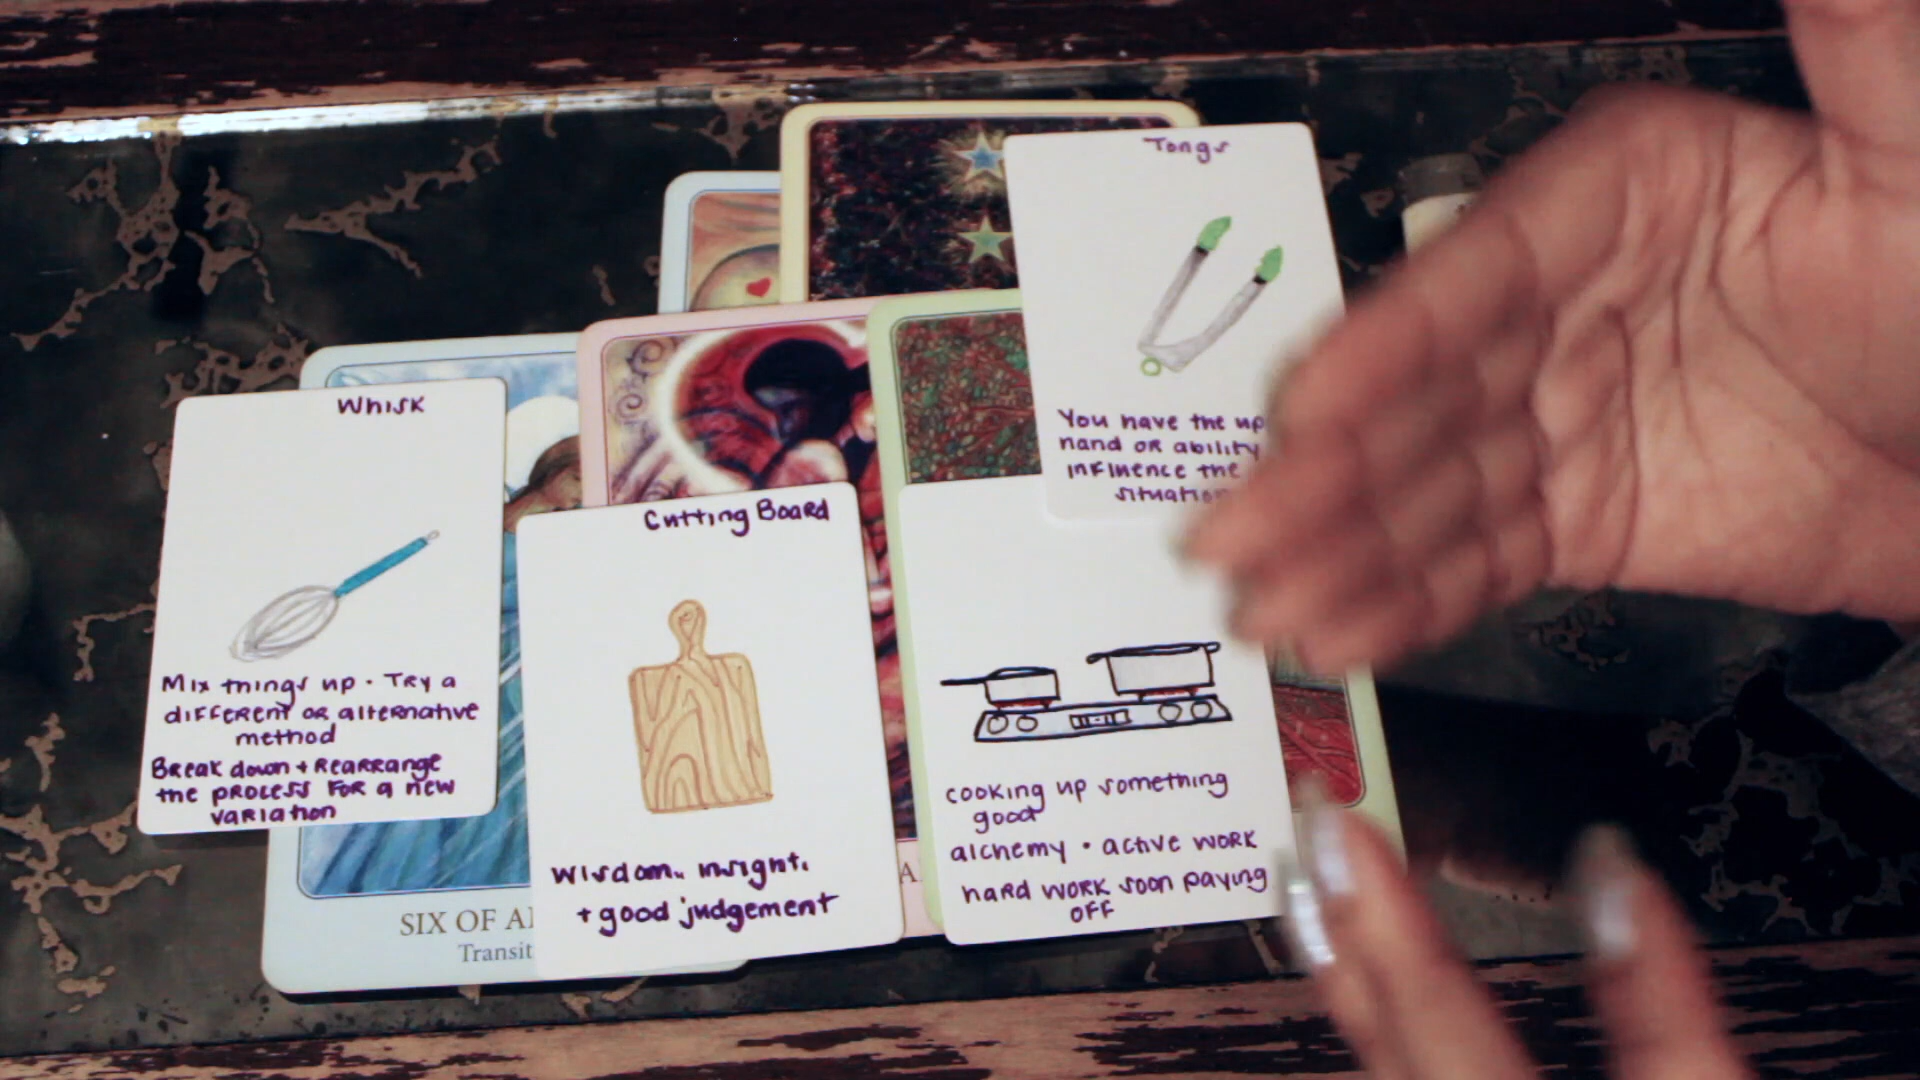 Tongs
You have the up
hand or ability
influence the
situation
Whisk
Mix things up. Try a
different or alternative
method
Break down + Rearrange
the process for a new
variation
Cutting Board
Wisdom, insight,
+ good judgement
cooking up something
good
alchemy • active work
hard work soon paying
off
SIX OF A
Transit
A